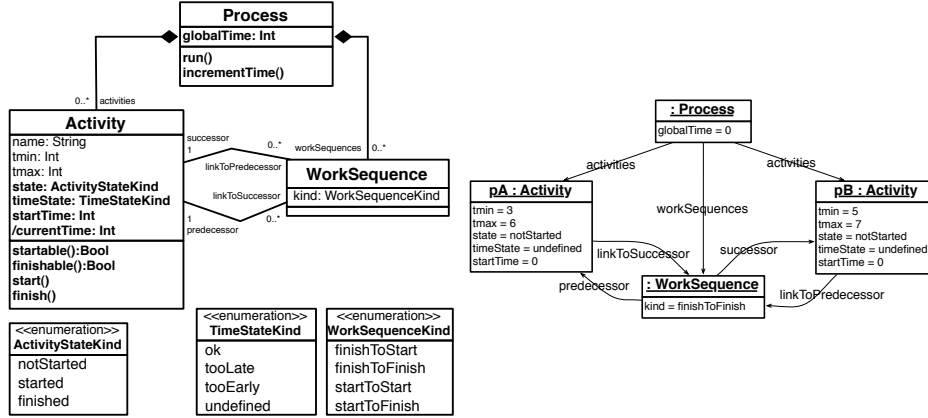 Process
globalTime: Int
run()
incrementTime()
0..* activities
Activity
name: String
tmin: Int
tmax: Int
state: ActivityStateKind
timeState: TimeStateKind
startTime: Int
/currentTime: Int
startable():Bool
finishable():Bool
start()
finish()
successor
1
0..*
linkToPredecessor
linkToSuccessor
1
0..*
predecessor
workSequences 0..*
WorkSequence
kind: WorkSequenceKind
<<enumeration>>
ActivityStateKind
notStarted
started
finished
<<enumeration>>
TimeStateKind
ok
tooLate
tooEarly
undefined
<<enumeration>>
WorkSequenceKind
finishToStart
finishToFinish
startToStart
startToFinish
: Process
globalTime = 0
activities
activities
workSequences
pA : Activity
tmin = 3
tmax = 6
state = notStarted
timeState = undefined
startTime = 0
pB : Activity
tmin = 5
tmax = 7
state = notStarted
timeState = undefined
startTime = 0
linkToSuccessor
successor
predecessor
linkToPredecessor
: WorkSequence
kind = finishToFinish